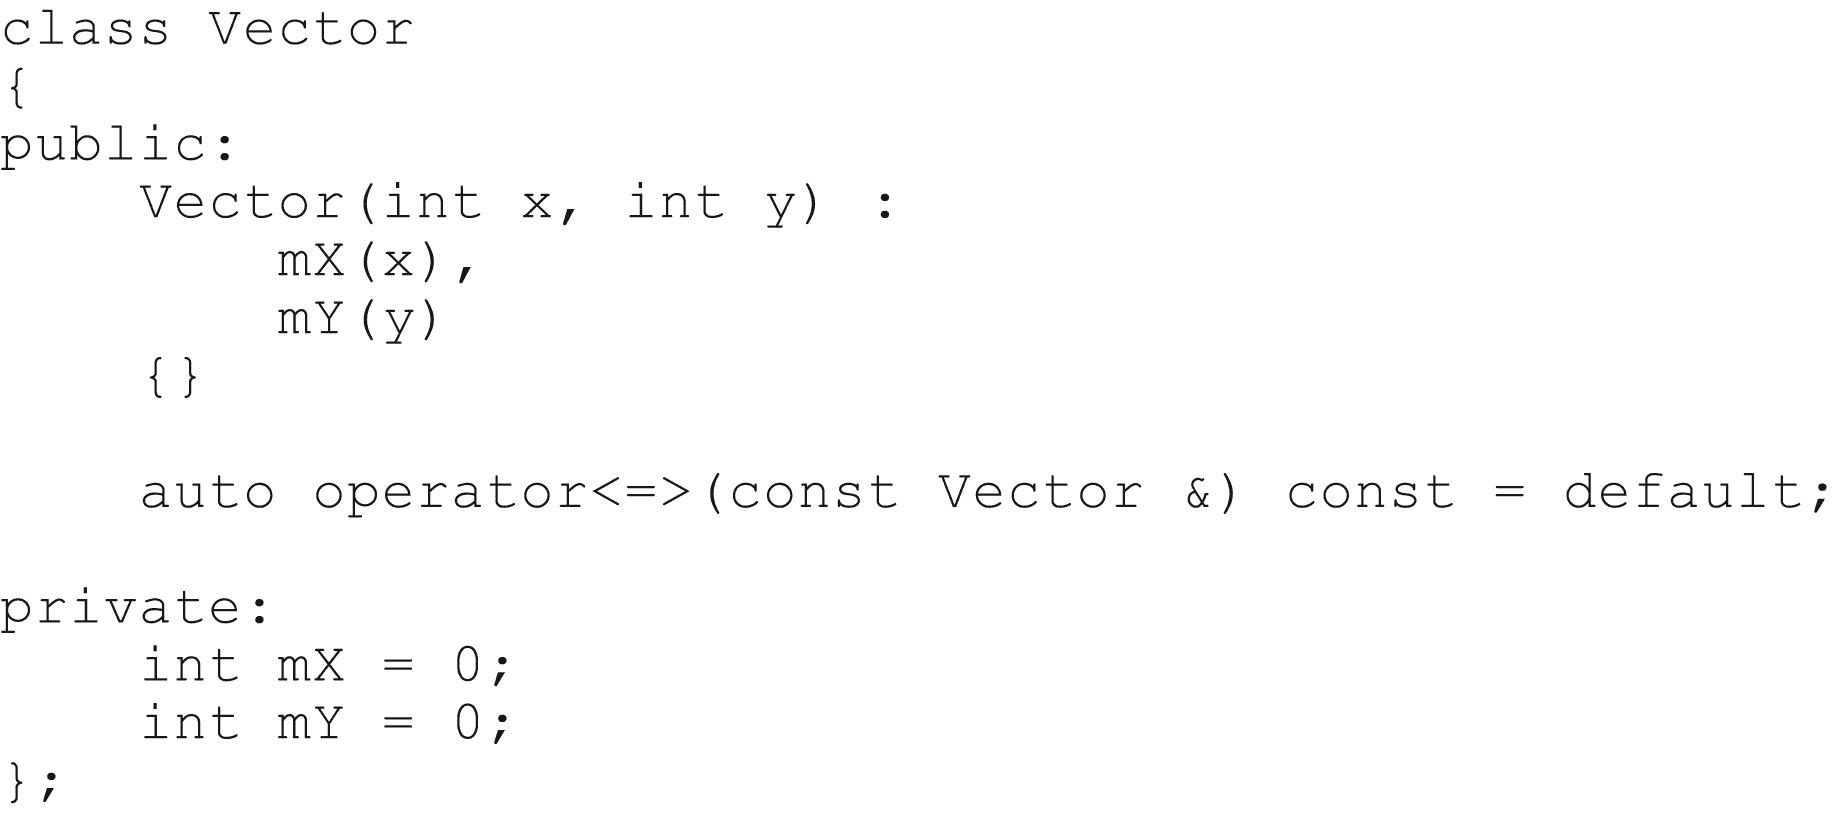 class Vector
{
public:
    Vector(int x, int y) :
        mX(x),
        mY(y)
    {}

    auto operator<=>(const Vector &) const = default;

private:
    int mX = 0;
    int mY = 0;
};